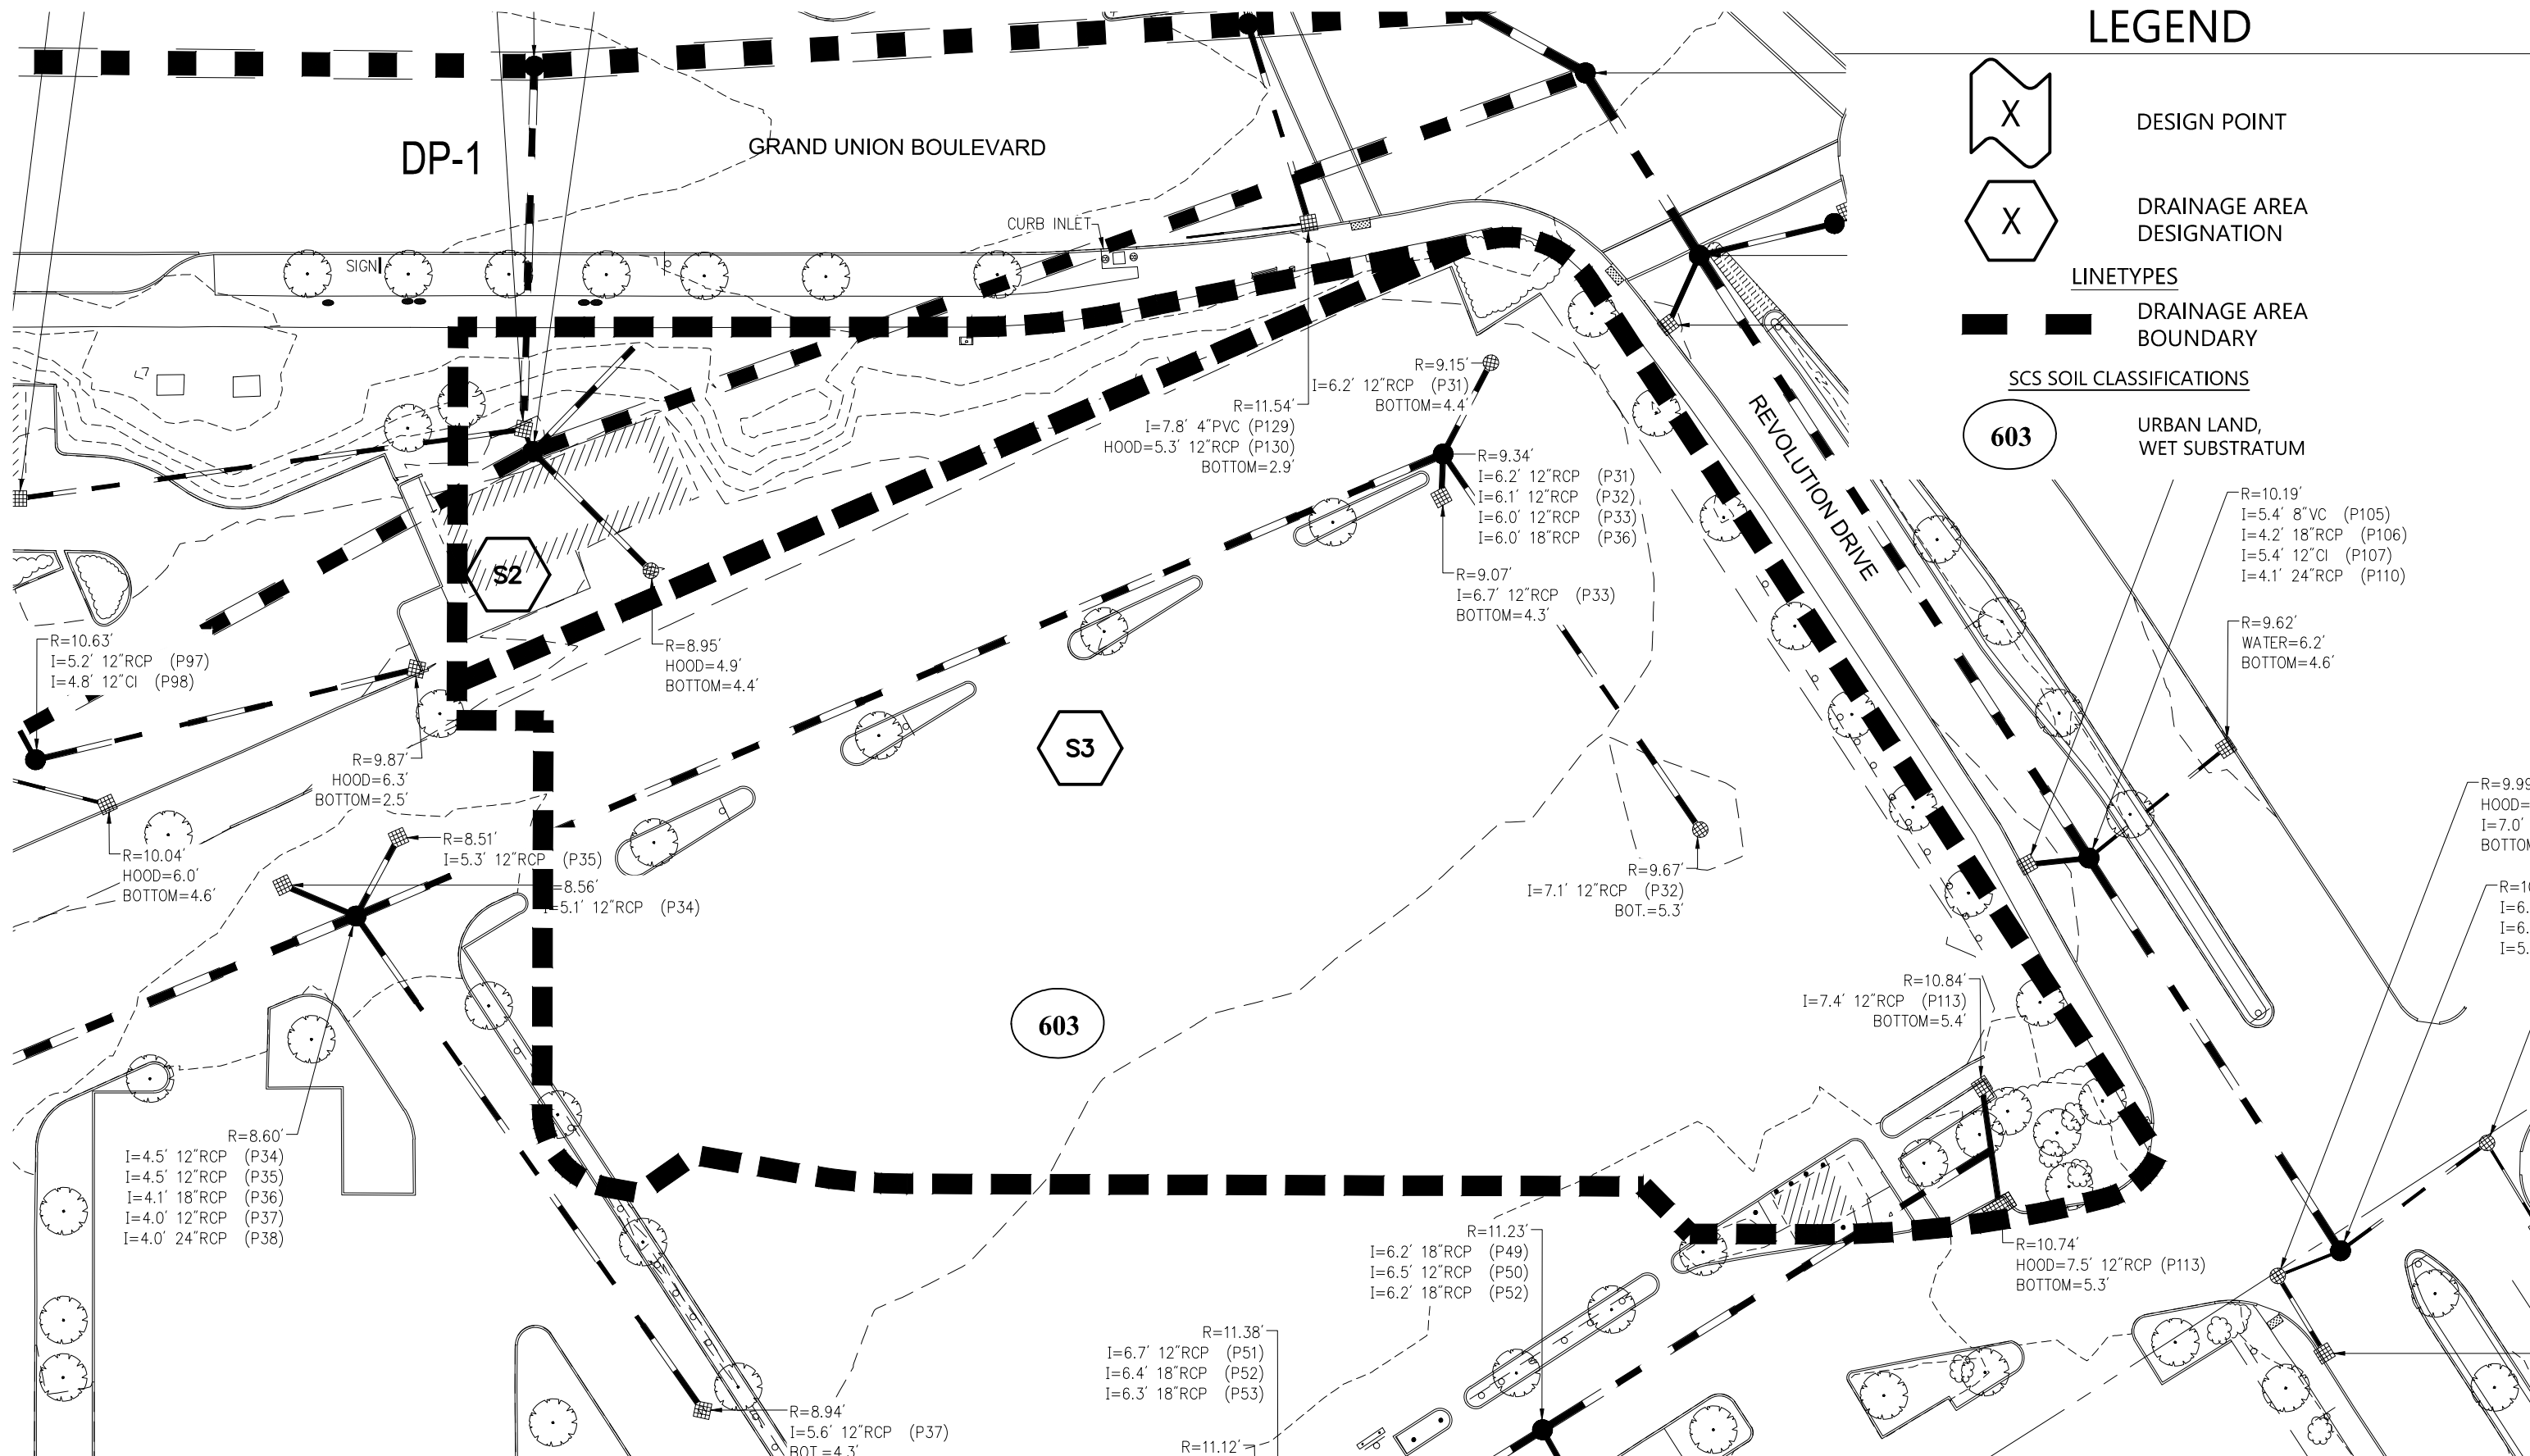 LEGEND
X
DESIGN POINT
X
DRAINAGE AREA
DESIGNATION
LINETYPES
DRAINAGE AREA
BOUNDARY
SCS SOIL CLASSIFICATIONS
603
URBAN LAND,
WET SUBSTRATUM
DP-1
GRAND UNION BOULEVARD
CURB INLET
SIGN
R=9.15'
I=6.2' 12"RCP (P31)
BOTTOM=4.4'
R=11.54'
I=7.8' 4"PVC (P129)
HOOD=5.3' 12"RCP (P130)
BOTTOM=2.9'
R=9.34'
I=6.2' 12"RCP (P31)
I=6.1' 12"RCP (P32)
I=6.0' 12"RCP (P33)
I=6.0' 18"RCP (P36)
REVOLUTION DRIVE
R=10.19'
I=5.4' 8"VC (P105)
I=4.2' 18"RCP (P106)
I=5.4' 12"CI (P107)
I=4.1' 24"RCP (P110)
S2
R=9.07'
I=6.7' 12"RCP (P33)
BOTTOM=4.3'
R=9.62'
WATER=6.2'
BOTTOM=4.6'
R=10.63'
I=5.2' 12"RCP (P97)
I=4.8' 12"CI (P98)
R=8.95'
HOOD=4.9'
BOTTOM=4.4'
S3
R=9.87'
HOOD=6.3'
BOTTOM=2.5'
R=9.99
HOOD=
I=7.0'
BOTTOM
R=8.51'
I=5.3' 12"RCP (P35)
R=10.04'
HOOD=6.0'
BOTTOM=4.6'
=8.56'
I=5.1' 12"RCP (P34)
R=9.67'
I=7.1' 12"RCP (P32)
BOT.=5.3'
R=10
I=6.
I=6.
I=5.
R=10.84'
I=7.4' 12"RCP (P113)
BOTTOM=5.4'
603
R=8.60'
I=4.5' 12"RCP (P34)
I=4.5' 12"RCP (P35)
I=4.1' 18"RCP (P36)
I=4.0' 12"RCP (P37)
I=4.0' 24"RCP (P38)
R=11.23'
I=6.2' 18"RCP (P49)
I=6.5' 12"RCP (P50)
I=6.2' 18"RCP (P52)
R=10.74'
HOOD=7.5' 12"RCP (P113)
BOTTOM=5.3'
R=11.38'
I=6.7' 12"RCP (P51)
I=6.4' 18"RCP (P52)
I=6.3' 18"RCP (P53)
R=8.94'
I=5.6' 12"RCP (P37)
BOT.=4.3'
R=11.12'